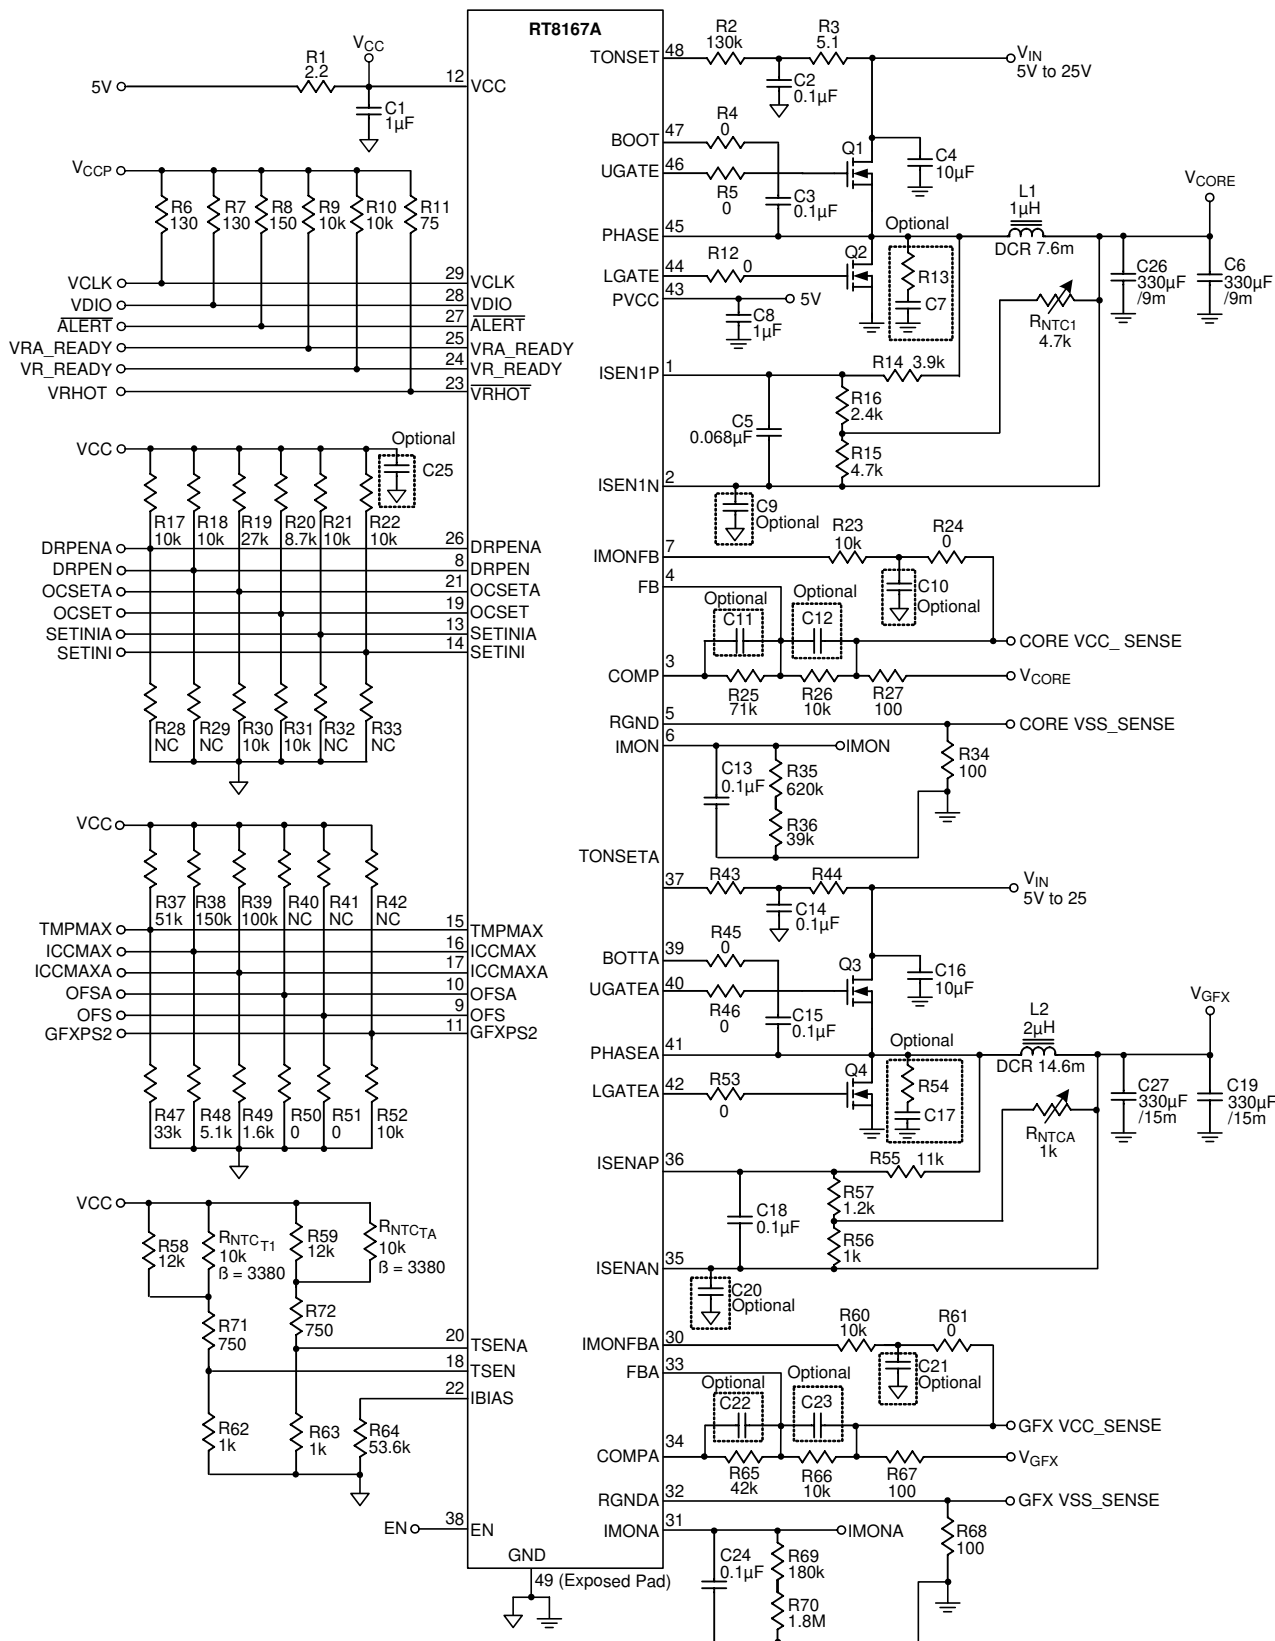 RT8167A
5V
R1
2.2
VCC
C1
1µF
12
VCC
VCCP
R6
130
R7
130
R8
150
R9
10k
R10
10k
R11
75
VCLK
29
VCLK
VDIO
28
VDIO
ALERT
27
ALERT
VRA_READY
25
VRA_READY
VR_READY
24
VR_READY
VRHOT
23
VRHOT
VCC
Optional
C25
R17
10k
R18
10k
R19
27k
R20
8.7k
R21
10k
R22
10k
DRPENA
26
DRPENA
DRPEN
8
DRPEN
OCSETA
21
OCSETA
OCSET
19
OCSET
SETINIA
13
SETINIA
SETINI
14
SETINI
R28
NC
R29
NC
R30
10k
R31
10k
R32
NC
R33
NC
VCC
R37
51k
R38
150k
R39
100k
R40
NC
R41
NC
R42
NC
TMPMAX
15
TMPMAX
ICCMAX
16
ICCMAX
ICCMAXA
17
ICCMAXA
OFSA
10
OFSA
OFS
9
OFS
GFXPS2
11
GFXPS2
R47
33k
R48
5.1k
R49
1.6k
R50
0
R51
0
R52
10k
VCC
R58
12k
RNTCT1
10k
ß = 3380
R59
12k
RNTCTA
10k
ß = 3380
R71
750
R72
750
20
TSENA
18
TSEN
22
IBIAS
R62
1k
R63
1k
R64
53.6k
EN
38
EN
GND
49 (Exposed Pad)
TONSET
48
R2
130k
R3
5.1
C2
0.1µF
VIN
5V to 25V
BOOT
47
R4
0
UGATE
46
R5
0
C3
0.1µF
Q1
C4
10µF
PHASE
45
Optional
R13
C7
L1
1µH
DCR 7.6m
VCORE
C26
330µF
/9m
C6
330µF
/9m
LGATE
44
R12
0
Q2
PVCC
43
5V
C8
1µF
RNTC1
4.7k
ISEN1P
1
R14 3.9k
C5
0.068µF
R16
2.4k
R15
4.7k
ISEN1N
2
C9
Optional
IMONFB
7
R23
10k
R24
0
C10
Optional
FB
4
Optional
C11
Optional
C12
CORE VCC_ SENSE
COMP
3
R25
71k
R26
10k
R27
100
VCORE
RGND
5
CORE VSS_SENSE
IMON
6
IMON
C13
0.1µF
R35
620k
R36
39k
R34
100
TONSETA
37
R43
R44
C14
0.1µF
VIN
5V to 25
BOTTA
39
R45
0
UGATEA
40
R46
0
C15
0.1µF
Q3
C16
10µF
PHASEA
41
Optional
R54
C17
L2
2µH
DCR 14.6m
VGFX
C27
330µF
/15m
C19
330µF
/15m
LGATEA
42
R53
0
Q4
RNTCA
1k
ISENAP
36
R55 11k
C18
0.1µF
R57
1.2k
R56
1k
ISENAN
35
C20
Optional
IMONFBA
30
R60
10k
R61
0
C21
Optional
FBA
33
Optional
C22
Optional
C23
GFX VCC_SENSE
COMPA
34
R65
42k
R66
10k
R67
100
VGFX
RGNDA
32
GFX VSS_SENSE
IMONA
31
IMONA
C24
0.1µF
R69
180k
R70
1.8M
R68
100